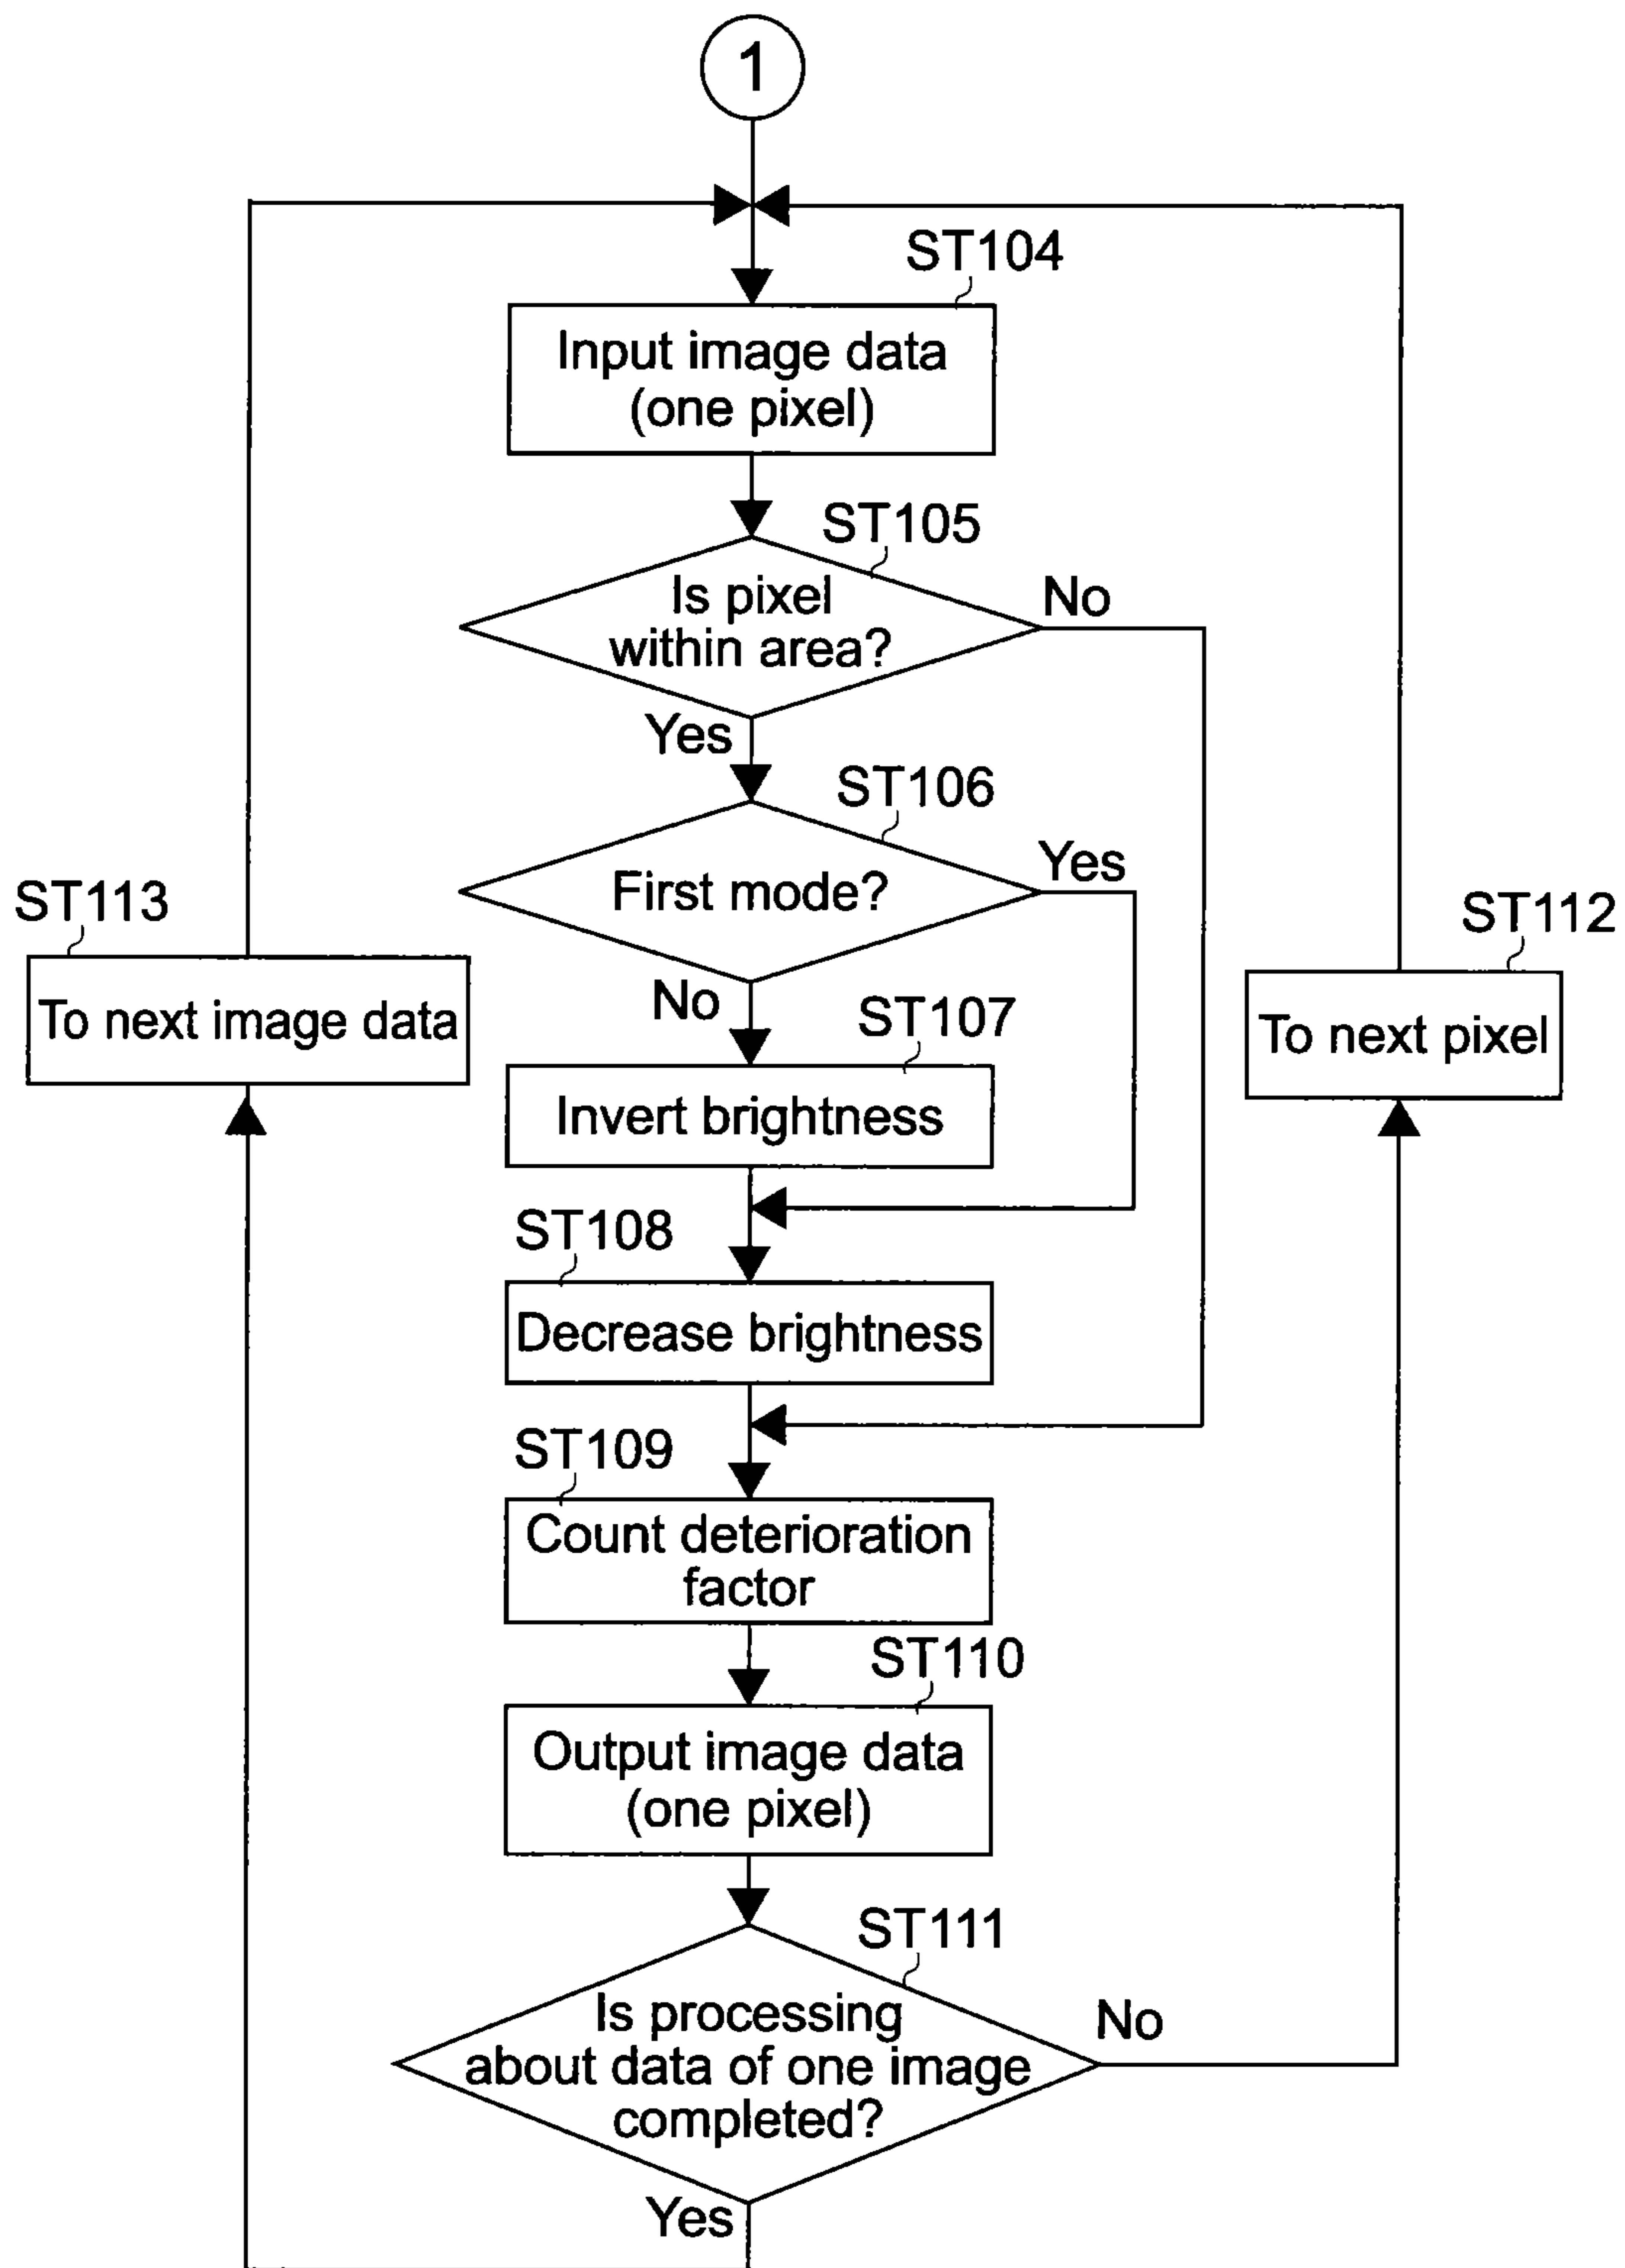 1
ST104
Input image data
(one pixel)
ST105
Is pixel
within area?
No
Yes
ST106
First mode?
Yes
No
ST113
To next image data
ST112
To next pixel
ST107
Invert brightness
ST108
Decrease brightness
ST109
Count deterioration
factor
ST110
Output image data
(one pixel)
ST111
Is processing
about data of one image
completed?
No
Yes